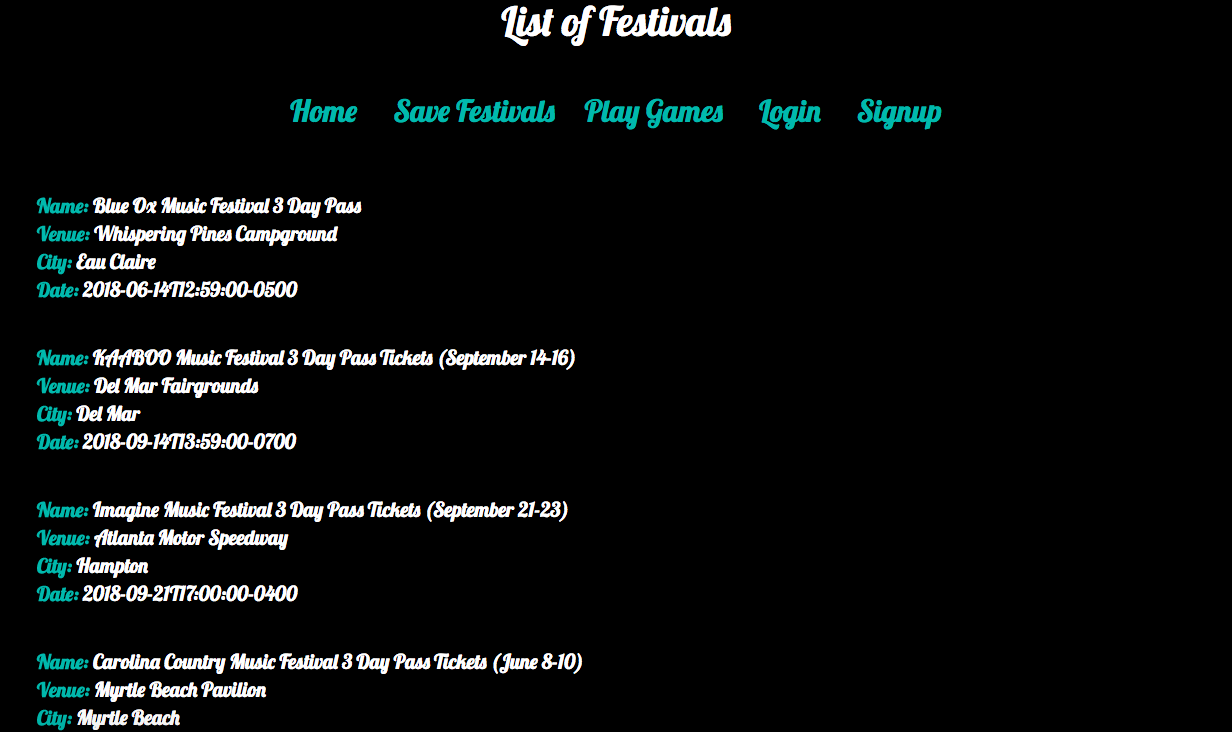 List of Festivals
Home Save Festivals Play Games Login Signup
Name: Blue Ox Music Festival 3 Day Pass
Venue: Whispering Pines Campground
City: Eau Claire
Date: 2018-06-14T12:59:00-0500
Name: KAABOO Music Festival 3 Day Pass Tickets (September 14-16)
Venue: Del Mar Fairgrounds
City: Del Mar
Date: 2018-09-14T13:59:00-0700
Name: Imagine Music Festival 3 Day Pass Tickets (September 21-23)
Venue: Atlanta Motor Speedway
City: Hampton
Date: 2018-09-21T17:00:00-0400
Name: Carolina Country Music Festival 3 Day Pass Tickets (June 8-10)
Venue: Myrtle Beach Pavilion
City: Myrtle Beach